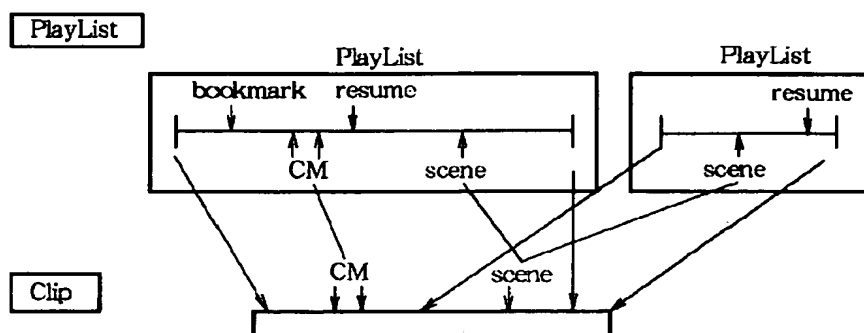 PlayList
PlayList
PlayList
bookmark resume
resume
CM
scene
scene
CM
scene
Clip